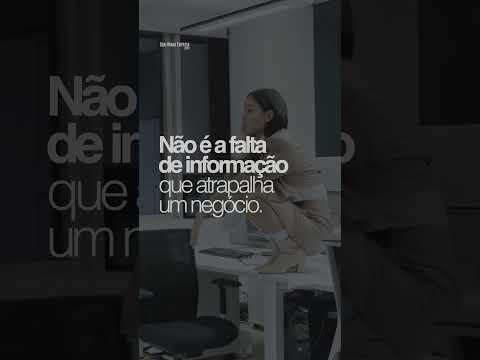 Não é a falta
de informação
que atrapalha
um negócio.